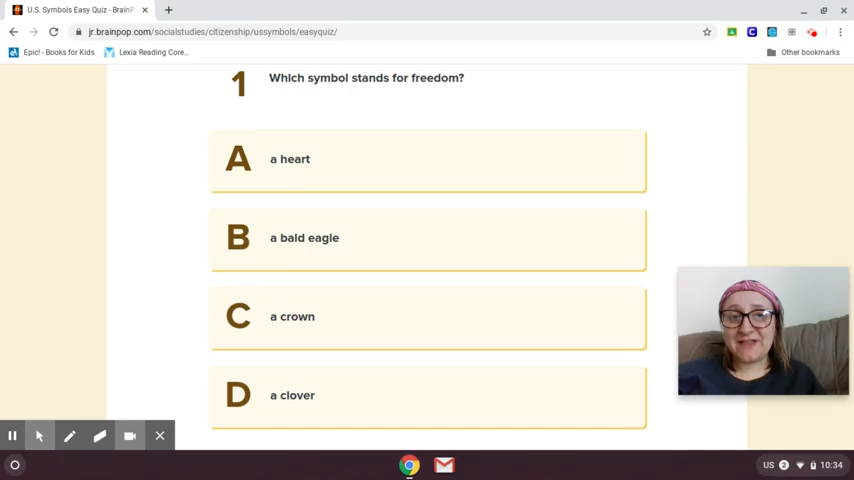 U.S. Symbols Easy Quiz - BrainP
jr.brainpop.com/socialstudies/citizenship/ussymbols/easyquiz/
Epic! - Books for Kids
Lexia Reading Core...
Other bookmarks
1
Which symbol stands for freedom?
A
a heart
B
a bald eagle
C
a crown
D
a clover
US 2 10:34